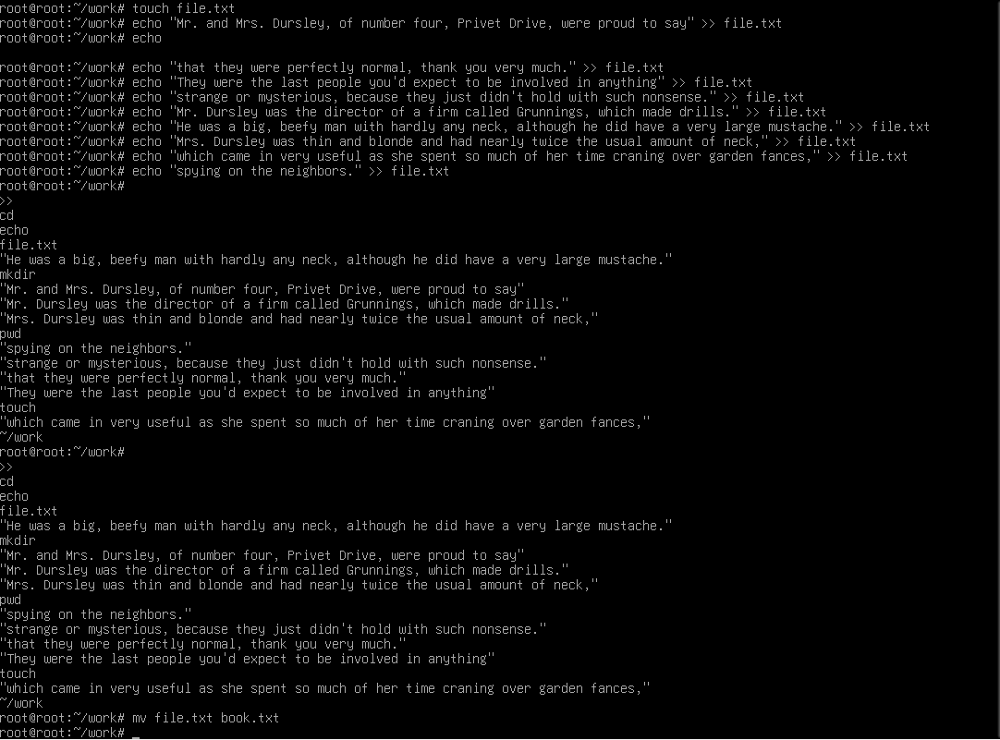 root@root:~/work# touch file.txt
root@root:~/work# echo "Mr. and Mrs. Dursley, of number four, Privet Drive, were proud to say" >> file.txt
root@root:~/work# echo
root@root:~/work# echo "that they were perfectly normal, thank you very much." >> file.txt
root@root:~/work# echo "They were the last people you'd expect to be involved in anything" >> file.txt
root@root:~/work# echo "strange or mysterious, because they just didn't hold with such nonsense." >> file.txt
root@root:~/work# echo "Mr. Dursley was the director of a firm called Grunnings, which made drills." >> file.txt
root@root:~/work# echo "He was a big, beefy man with hardly any neck, although he did have a very large mustache." >> file.txt
root@root:~/work# echo "Mrs. Dursley was thin and blonde and had nearly twice the usual amount of neck," >> file.txt
root@root:~/work# echo "which came in very useful as she spent so much of her time craning over garden fances," >> file.txt
root@root:~/work# echo "spying on the neighbors." >> file.txt
root@root:~/work#
>>
cd
echo
file.txt
"He was a big, beefy man with hardly any neck, although he did have a very large mustache."
mkdir
"Mr. and Mrs. Dursley, of number four, Privet Drive, were proud to say"
"Mr. Dursley was the director of a firm called Grunnings, which made drills."
"Mrs. Dursley was thin and blonde and had nearly twice the usual amount of neck,"
pwd
"spying on the neighbors."
"strange or mysterious, because they just didn't hold with such nonsense."
"that they were perfectly normal, thank you very much."
"They were the last people you'd expect to be involved in anything"
touch
"which came in very useful as she spent so much of her time craning over garden fances,"
~/work
root@root:~/work#
>>
cd
echo
file.txt
"He was a big, beefy man with hardly any neck, although he did have a very large mustache."
mkdir
"Mr. and Mrs. Dursley, of number four, Privet Drive, were proud to say"
"Mr. Dursley was the director of a firm called Grunnings, which made drills."
"Mrs. Dursley was thin and blonde and had nearly twice the usual amount of neck,"
pwd
"spying on the neighbors."
"strange or mysterious, because they just didn't hold with such nonsense."
"that they were perfectly normal, thank you very much."
"They were the last people you'd expect to be involved in anything"
touch
"which came in very useful as she spent so much of her time craning over garden fances,"
~/work
root@root:~/work# mv file.txt book.txt
root@root:~/work# _